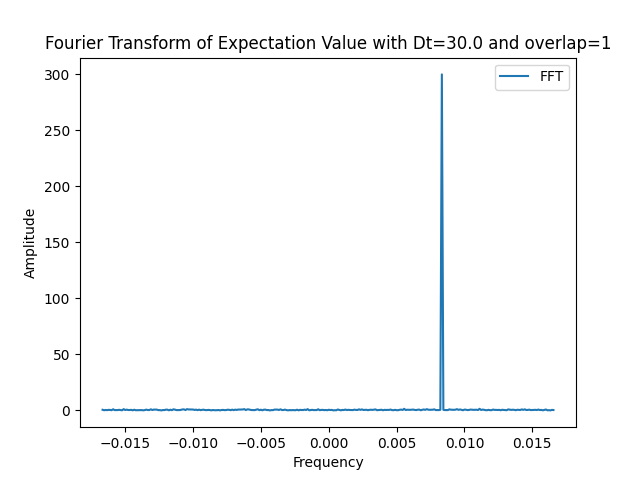 Fourier Transform of Expectation Value with Dt=30.0 and overlap=1
FFT
300
250
200
150
100
50
0
Amplitude
−0.015 −0.010 −0.005 0.000 0.005 0.010 0.015
Frequency